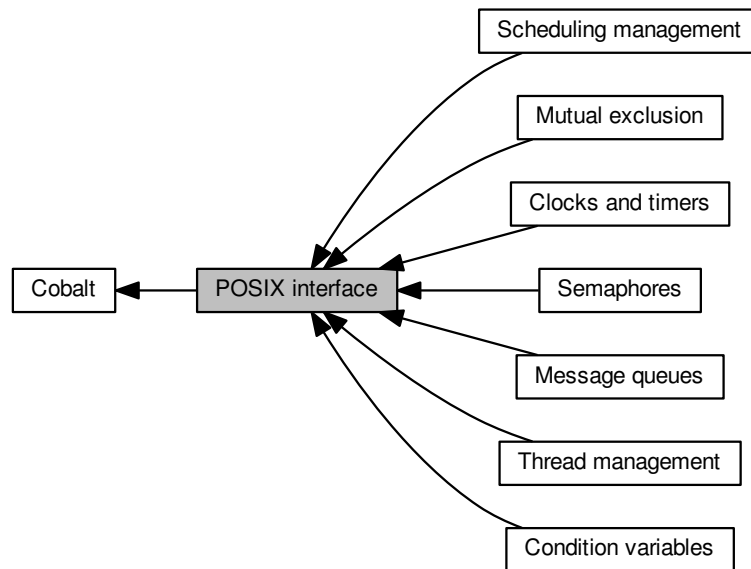 Scheduling management
Mutual exclusion
Clocks and timers
Cobalt
POSIX interface
Semaphores
Message queues
Thread management
Condition variables